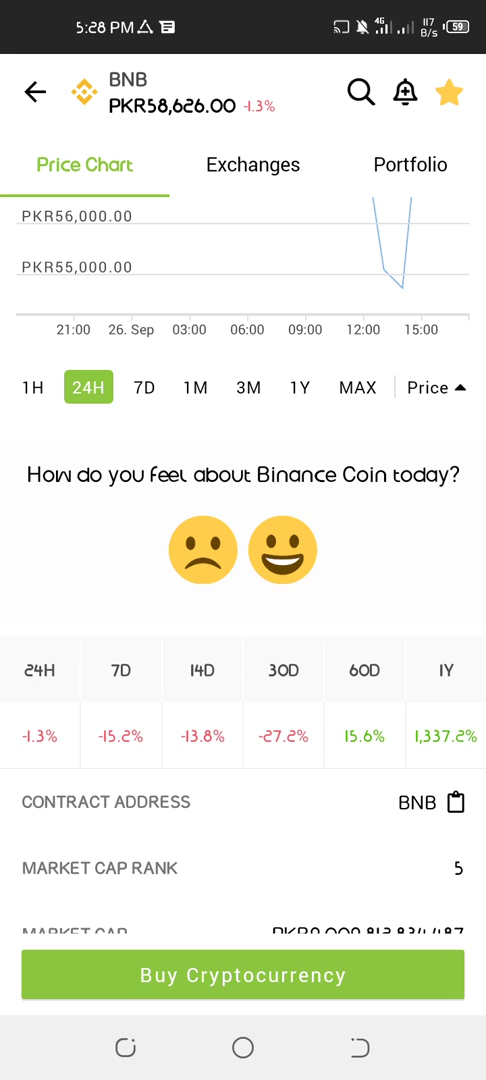 5:28 PM
4G
117 B/s
59
BNB
PKR58,626.00 -1.3%
Price Chart Exchanges Portfolio
PKR56,000.00
PKR55,000.00
21:00 26. Sep 03:00 06:00 09:00 12:00 15:00
1H 24H 7D 1M 3M 1Y MAX Price
How do you feel about Binance Coin today?
24H 7D 14D 30D 60D 1Y
-1.3% -15.2% -13.8% -27.2% 15.6% 1,337.2%
CONTRACT ADDRESS BNB
MARKET CAP RANK 5
MARKET CAP
Buy Cryptocurrency